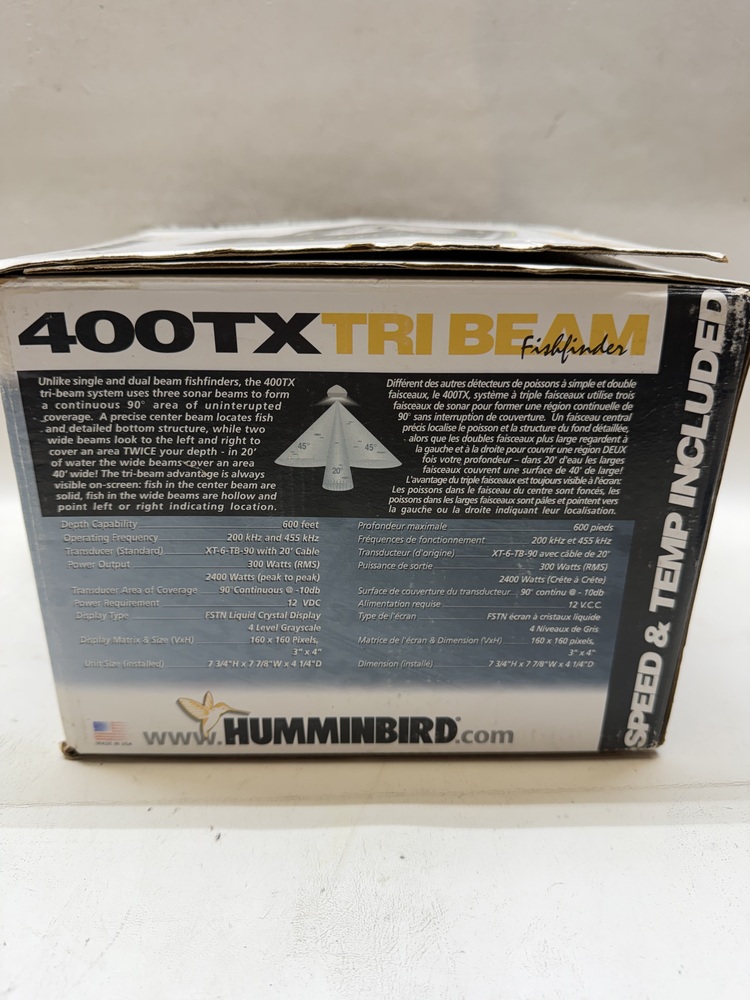 400TX TRI BEAM
Fishfinder
Unlike single and dual beam fishfinders, the 400TX
tri-beam system uses three sonar beams to form
a continuous 90° area of uninterrupted
coverage. A precise center beam locates fish
and detailed bottom structure, while two
wide beams look to the left and right to
cover an area TWICE your depth - in 20'
of water the wide beams cover an area
40' wide! The tri-beam advantage is always
visible on-screen: fish in the center beam are
solid, fish in the wide beams are hollow and
point left or right indicating location.
45°
45°
20°
Différent des autres détecteurs de poissons à simple et double
faisceaux, le 400TX, système à triple faisceaux utilise trois
faisceaux de sonar pour former une région continuelle de
90° sans interruption de couverture. Un faisceau central
précis localise le poisson et la structure du fond détaillée,
alors que les doubles faisceaux plus large regardent à
la gauche et à la droite pour couvrir une région DEUX
fois votre profondeur – dans 20' d'eau les larges
faisceaux couvrent une surface de 40' de large!
L'avantage du triple faisceaux est toujours visible à l'écran:
Les poissons dans le faisceau du centre sont foncés, les
poissons dans les larges faisceaux sont pâles et pointent vers
la gauche ou la droite indiquant leur localisation.
Depth Capability 600 feet
Operating Frequency 200 kHz and 455 kHz
Transducer (Standard) XT-6-TB-90 with 20' Cable
Power Output 300 Watts (RMS)
2400 Watts (peak to peak)
Transducer Area of Coverage 90°Continuous @ -10db
Power Requirement 12 VDC
Display Type FSTN Liquid Crystal Display
4 Level Grayscale
Display Matrix & Size (VxH) 160 x 160 Pixels,
3" x 4"
Unit Size (installed) 7 3/4"H x 7 7/8"W x 4 1/4"D
Profondeur maximale 600 pieds
Fréquences de fonctionnement 200 kHz et 455 kHz
Transducteur (d'origine) XT-6-TB-90 avec câble de 20'
Puissance de sortie 300 Watts (RMS)
2400 Watts (Crête à Crête)
Surface de couverture du transducteur 90° continu @ - 10db
Alimentation requise 12 V.C.C.
Type de l'écran FSTN écran à cristaux liquide
4 Niveaux de Gris
Matrice de l'écran & Dimension (VxH) 160 x 160 pixels,
3" x 4"
Dimension (installé) 7 3/4"H x 7 7/8"W x 4 1/4"D
MADE IN USA
www.HUMMINBIRD.com
SPEED & TEMP INCLUDED